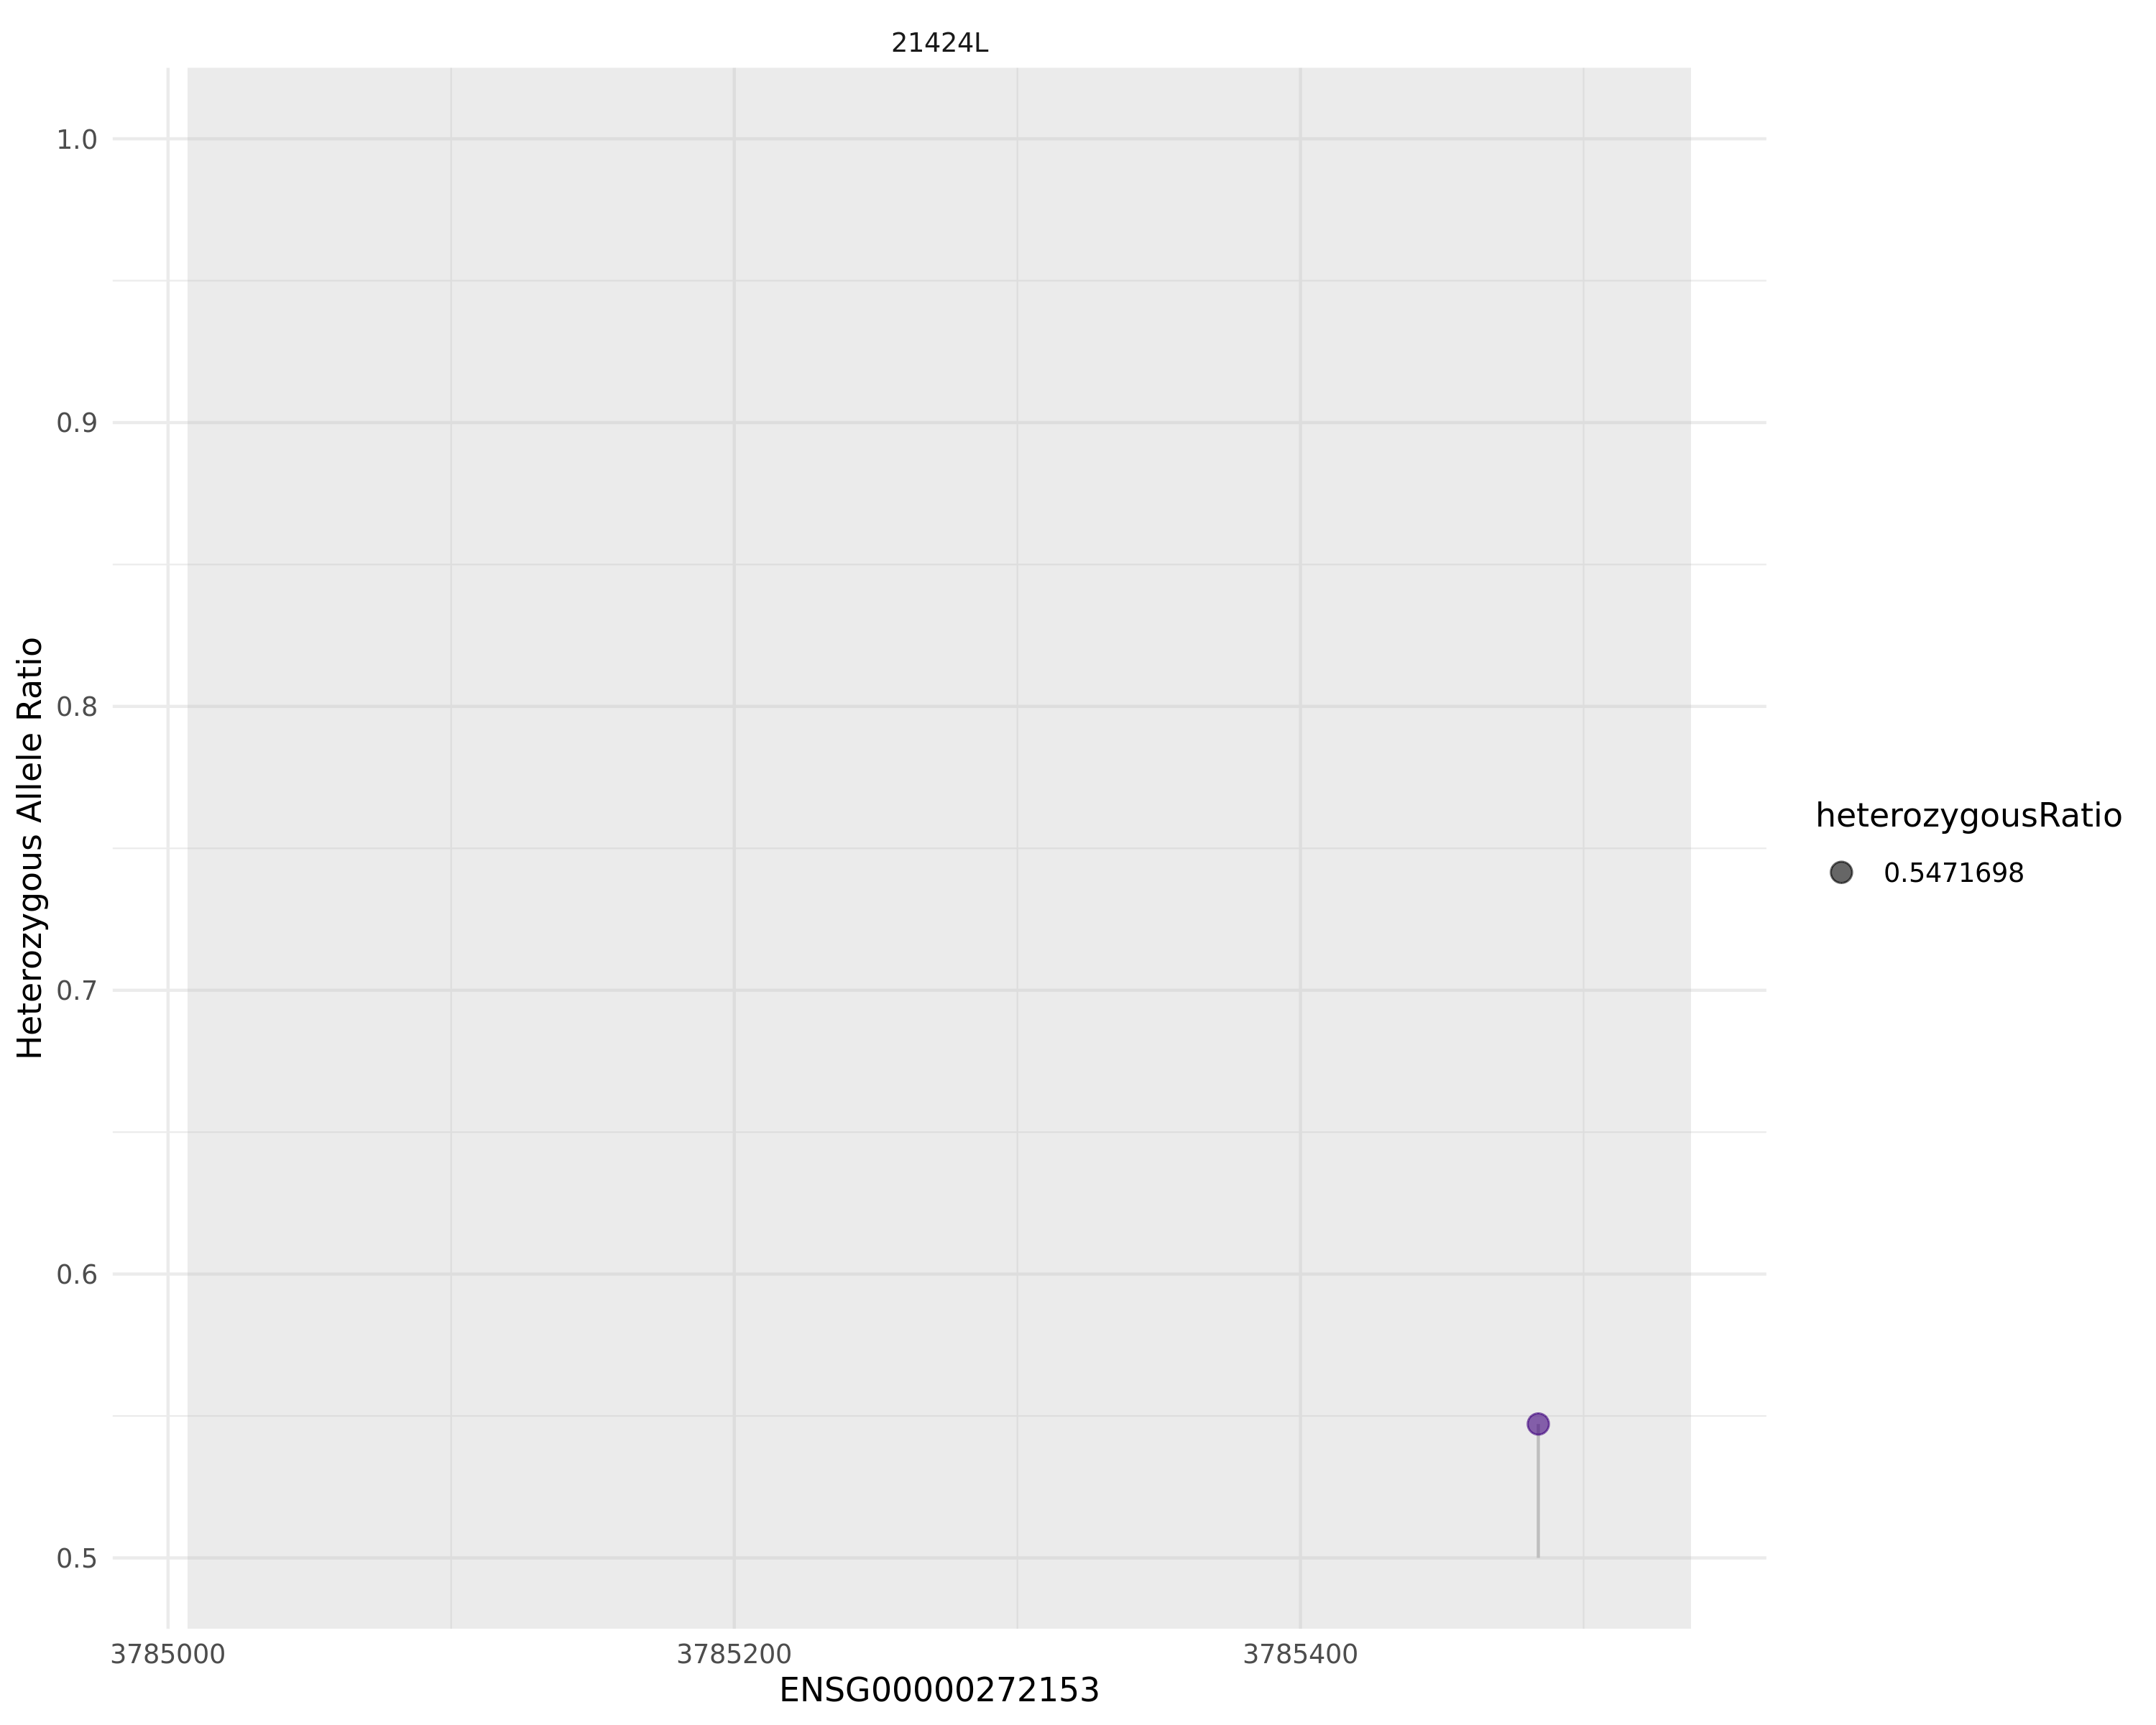 21424L
1.0
0.9
0.8
0.7
0.6
0.5
Heterozygous Allele Ratio
3785000
3785200
3785400
ENSG00000272153
heterozygousRatio
0.5471698